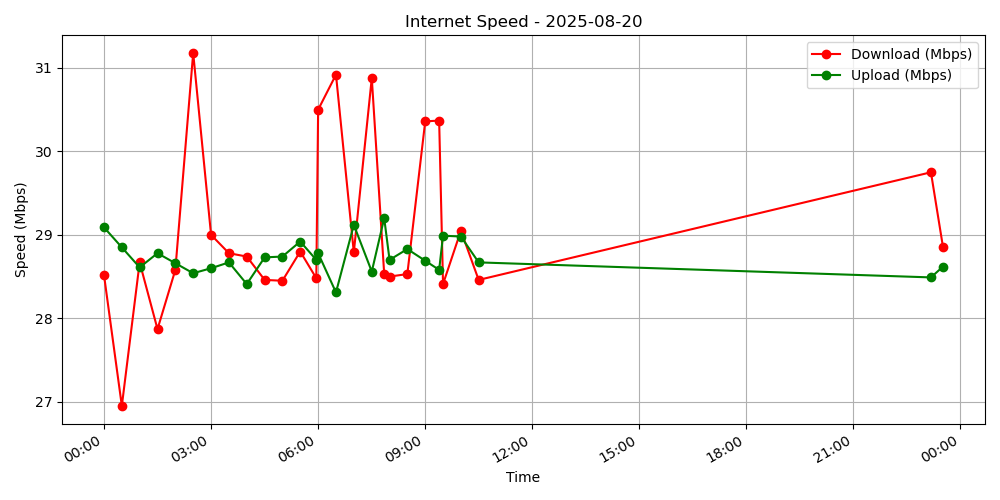 Internet Speed - 2025-08-20
Download (Mbps)
Upload (Mbps)
Speed (Mbps)
31
30
29
28
27
00:00
03:00
06:00
09:00
12:00
15:00
18:00
21:00
00:00
Time